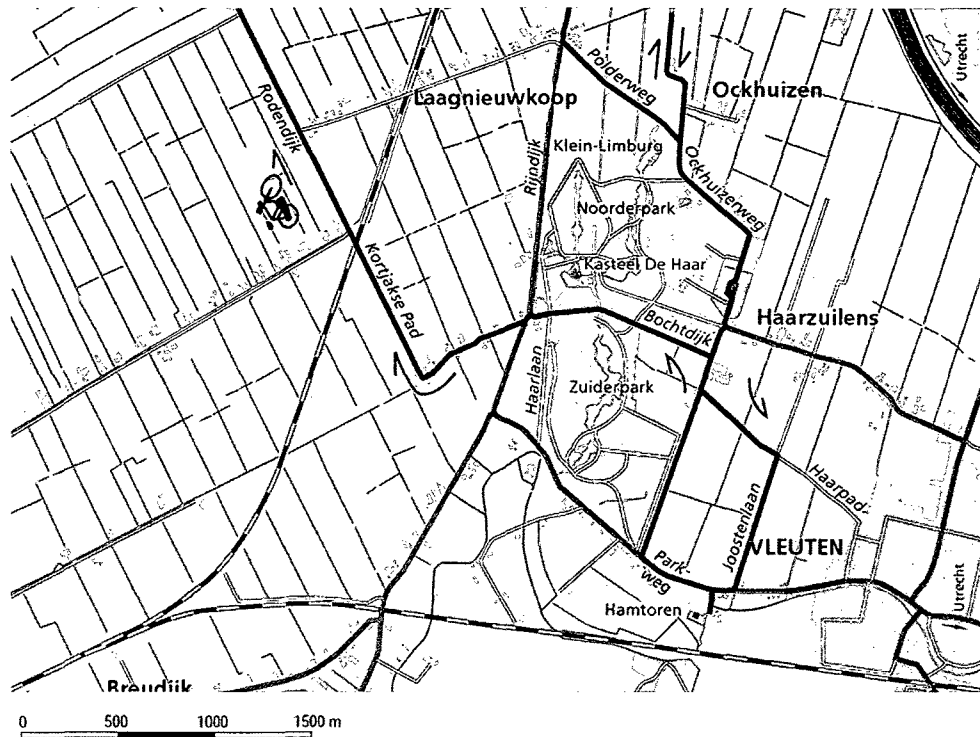 Utrecht
Polderweg
Ockhuizen
Laagnieuwkoop
Rodendijk
Klein-Limburg
Rijndijk
Ockhuizerweg
Noorderpark
Kortjakse Pad
Kasteel De Haar
Bochtdijk
Haarzuilens
Haarlaan
Zuiderpark
Haarpad
Joostenlaan
VLEUTEN
Park-
weg
Hamtoren
Utrecht
Breudijk
0 500 1000 1500 m